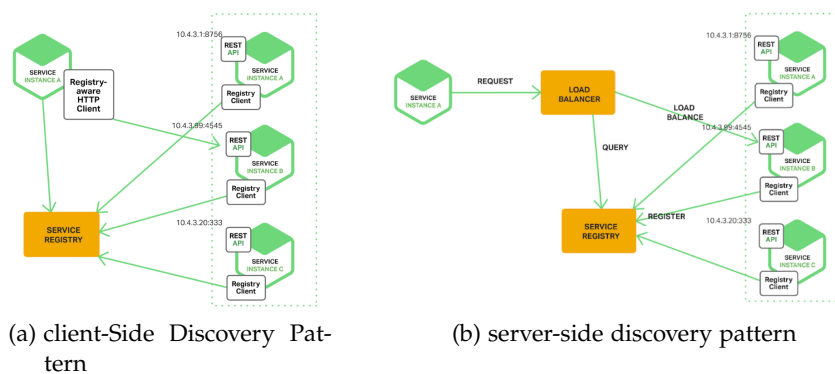 10.4.3.1:8756
REST
API
SERVICE
INSTANCE A
Registry
Client
SERVICE
INSTANCE A
Registry-
aware
HTTP
Client
10.4.3.99:4545
REST
API
SERVICE
INSTANCE B
Registry
Client
SERVICE
REGISTRY
10.4.3.20:333
REST
API
SERVICE
INSTANCE C
Registry
Client
(a) client-Side Discovery Pat-
tern
10.4.3.1:8756
REST
API
SERVICE
INSTANCE A
Registry
Client
SERVICE
INSTANCE A
REQUEST
LOAD
BALANCER
LOAD
BALANCE
10.4.3.99:4545
REST
API
SERVICE
INSTANCE B
Registry
Client
QUERY
SERVICE
REGISTRY
REGISTER
10.4.3.20:333
REST
API
SERVICE
INSTANCE C
Registry
Client
(b) server-side discovery pattern